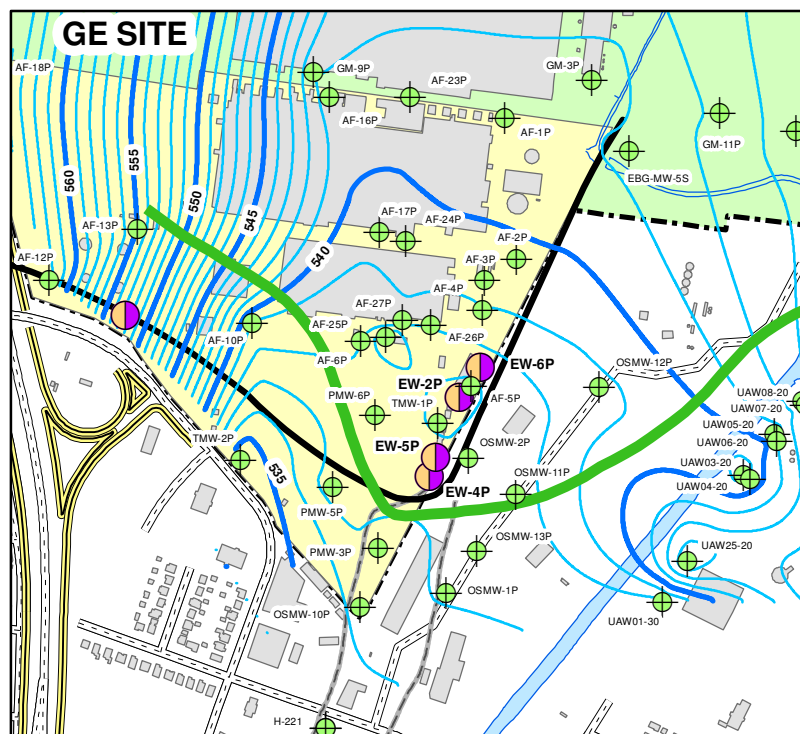 GE SITE
AF-18P
GM-9P
GM-3P
AF-23P
AF-16P
AF-1P
GM-11P
EBG-MW-5S
560
555
550
545
540
AF-13P
AF-17P
AF-24P
AF-2P
AF-12P
AF-3P
AF-4P
AF-27P
AF-10P
AF-25P
AF-26P
AF-6P
EW-6P
OSMW-12P
EW-2P
AF-5P
PMW-6P
TMW-1P
UAW08-20
UAW07-20
UAW05-20
UAW06-20
TMW-2P
EW-5P
OSMW-2P
UAW03-20
UAW04-20
535
OSMW-11P
EW-4P
PMW-5P
OSMW-13P
PMW-3P
UAW25-20
OSMW-1P
OSMW-10P
UAW01-30
H-221